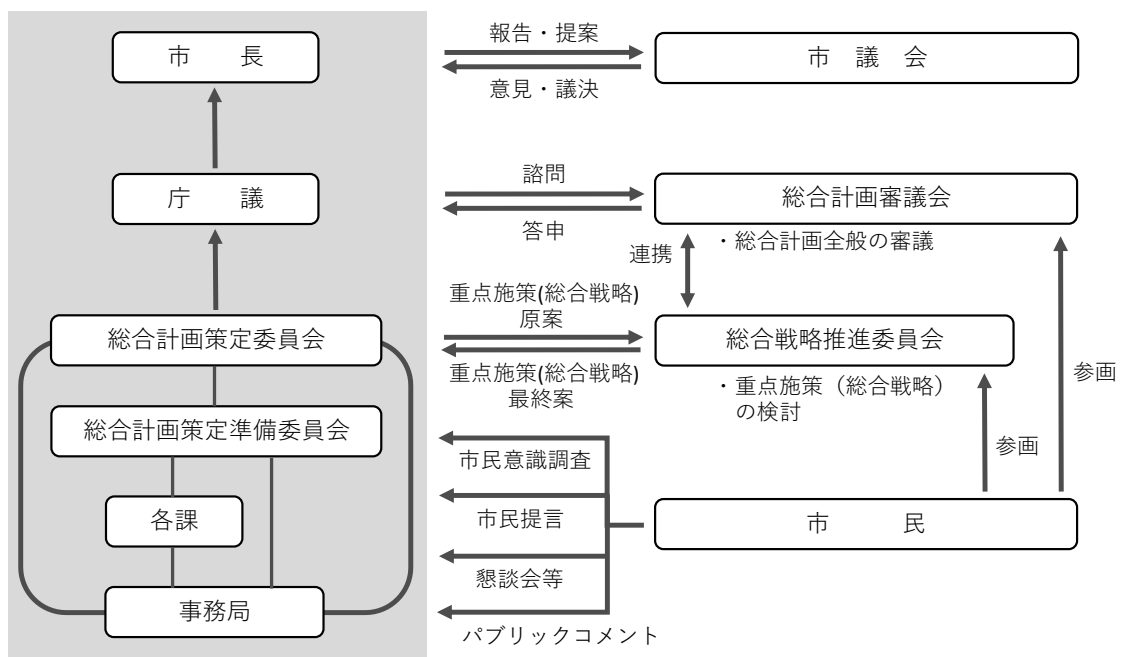 市　　長
報告・提案
意見・議決
市　議　会
庁　　議
諮問
答申
総合計画審議会
・総合計画全般の審議
連携
重点施策(総合戦略)
原案
総合計画策定委員会
総合戦略推進委員会
重点施策(総合戦略)
最終案
・重点施策（総合戦略）
の検討
参画
総合計画策定準備委員会
市民意識調査
参画
各課
市民提言
市　　　民
懇談会等
事務局
パブリックコメント